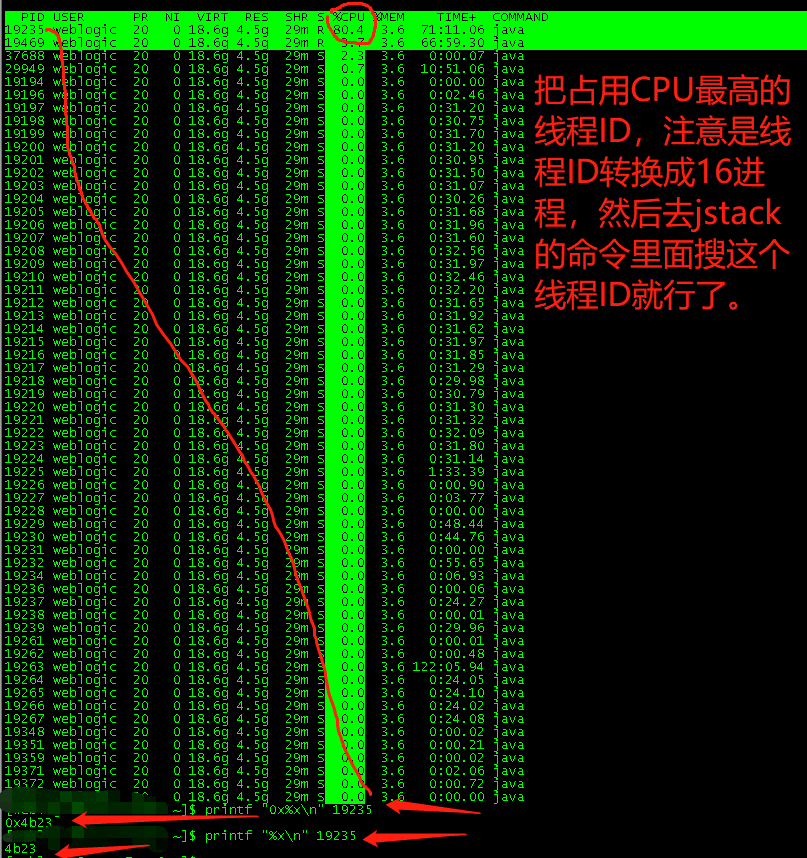 PID USER PR NI VIRT RES SHR S %CPU %MEM TIME+ COMMAND
19235 weblogic 20 0 18.6g 4.5g 29m R 80.4 3.6 71:11.06 java
19469 weblogic 20 0 18.6g 4.5g 29m R 3.7 3.6 66:59.30 java
37688 weblogic 20 0 18.6g 4.5g 29m S 2.3 3.6 0:00.07 java
29949 weblogic 20 0 18.6g 4.5g 29m S 0.7 3.6 10:51.06 java
19194 weblogic 20 0 18.6g 4.5g 29m S 0.0 3.6 0:00.00 java
19196 weblogic 20 0 18.6g 4.5g 29m S 0.0 3.6 0:02.46 java
19197 weblogic 20 0 18.6g 4.5g 29m S 0.0 3.6 0:31.20 java
19198 weblogic 20 0 18.6g 4.5g 29m S 0.0 3.6 0:30.75 java
19199 weblogic 20 0 18.6g 4.5g 29m S 0.0 3.6 0:31.70 java
19200 weblogic 20 0 18.6g 4.5g 29m S 0.0 3.6 0:31.20 java
19201 weblogic 20 0 18.6g 4.5g 29m S 0.0 3.6 0:30.95 java
19202 weblogic 20 0 18.6g 4.5g 29m S 0.0 3.6 0:31.50 java
19203 weblogic 20 0 18.6g 4.5g 29m S 0.0 3.6 0:31.07 java
19204 weblogic 20 0 18.6g 4.5g 29m S 0.0 3.6 0:30.26 java
19205 weblogic 20 0 18.6g 4.5g 29m S 0.0 3.6 0:31.68 java
19206 weblogic 20 0 18.6g 4.5g 29m S 0.0 3.6 0:31.96 java
19207 weblogic 20 0 18.6g 4.5g 29m S 0.0 3.6 0:31.60 java
19208 weblogic 20 0 18.6g 4.5g 29m S 0.0 3.6 0:32.56 java
19209 weblogic 20 0 18.6g 4.5g 29m S 0.0 3.6 0:31.97 java
19210 weblogic 20 0 18.6g 4.5g 29m S 0.0 3.6 0:32.46 java
19211 weblogic 20 0 18.6g 4.5g 29m S 0.0 3.6 0:32.20 java
19212 weblogic 20 0 18.6g 4.5g 29m S 0.0 3.6 0:31.65 java
19213 weblogic 20 0 18.6g 4.5g 29m S 0.0 3.6 0:31.92 java
19214 weblogic 20 0 18.6g 4.5g 29m S 0.0 3.6 0:31.62 java
19215 weblogic 20 0 18.6g 4.5g 29m S 0.0 3.6 0:31.97 java
19216 weblogic 20 0 18.6g 4.5g 29m S 0.0 3.6 0:31.85 java
19217 weblogic 20 0 18.6g 4.5g 29m S 0.0 3.6 0:31.29 java
19218 weblogic 20 0 18.6g 4.5g 29m S 0.0 3.6 0:29.98 java
19219 weblogic 20 0 18.6g 4.5g 29m S 0.0 3.6 0:30.79 java
19220 weblogic 20 0 18.6g 4.5g 29m S 0.0 3.6 0:31.30 java
19221 weblogic 20 0 18.6g 4.5g 29m S 0.0 3.6 0:31.32 java
19222 weblogic 20 0 18.6g 4.5g 29m S 0.0 3.6 0:32.09 java
19223 weblogic 20 0 18.6g 4.5g 29m S 0.0 3.6 0:31.80 java
19224 weblogic 20 0 18.6g 4.5g 29m S 0.0 3.6 0:31.14 java
19225 weblogic 20 0 18.6g 4.5g 29m S 0.0 3.6 1:33.39 java
19226 weblogic 20 0 18.6g 4.5g 29m S 0.0 3.6 0:00.90 java
19227 weblogic 20 0 18.6g 4.5g 29m S 0.0 3.6 0:03.77 java
19228 weblogic 20 0 18.6g 4.5g 29m S 0.0 3.6 0:00.00 java
19229 weblogic 20 0 18.6g 4.5g 29m S 0.0 3.6 0:48.44 java
19230 weblogic 20 0 18.6g 4.5g 29m S 0.0 3.6 0:44.76 java
19231 weblogic 20 0 18.6g 4.5g 29m S 0.0 3.6 0:00.00 java
19232 weblogic 20 0 18.6g 4.5g 29m S 0.0 3.6 0:55.65 java
19234 weblogic 20 0 18.6g 4.5g 29m S 0.0 3.6 0:06.93 java
19236 weblogic 20 0 18.6g 4.5g 29m S 0.0 3.6 0:00.06 java
19237 weblogic 20 0 18.6g 4.5g 29m S 0.0 3.6 0:24.27 java
19238 weblogic 20 0 18.6g 4.5g 29m S 0.0 3.6 0:00.01 java
19239 weblogic 20 0 18.6g 4.5g 29m S 0.0 3.6 0:29.96 java
19261 weblogic 20 0 18.6g 4.5g 29m S 0.0 3.6 0:00.01 java
19262 weblogic 20 0 18.6g 4.5g 29m S 0.0 3.6 0:00.48 java
19263 weblogic 20 0 18.6g 4.5g 29m S 0.0 3.6 122:05.94 java
19264 weblogic 20 0 18.6g 4.5g 29m S 0.0 3.6 0:24.05 java
19265 weblogic 20 0 18.6g 4.5g 29m S 0.0 3.6 0:24.10 java
19266 weblogic 20 0 18.6g 4.5g 29m S 0.0 3.6 0:24.02 java
19267 weblogic 20 0 18.6g 4.5g 29m S 0.0 3.6 0:24.08 java
19348 weblogic 20 0 18.6g 4.5g 29m S 0.0 3.6 0:00.02 java
19351 weblogic 20 0 18.6g 4.5g 29m S 0.0 3.6 0:00.21 java
19359 weblogic 20 0 18.6g 4.5g 29m S 0.0 3.6 0:00.02 java
19371 weblogic 20 0 18.6g 4.5g 29m S 0.0 3.6 0:02.06 java
19372 weblogic 20 0 18.6g 4.5g 29m S 0.0 3.6 0:00.72 java
0 18.6g 4.5g 29m S 0.0 3.6 0:00.00 java
~]$ printf "0x%x\n" 19235
0x4b23
~]$ printf "%x\n" 19235
4b23
把占用CPU最高的
线程ID，注意是线
程ID转换成16进
程，然后去jstack
的命令里面搜这个
线程ID就行了。